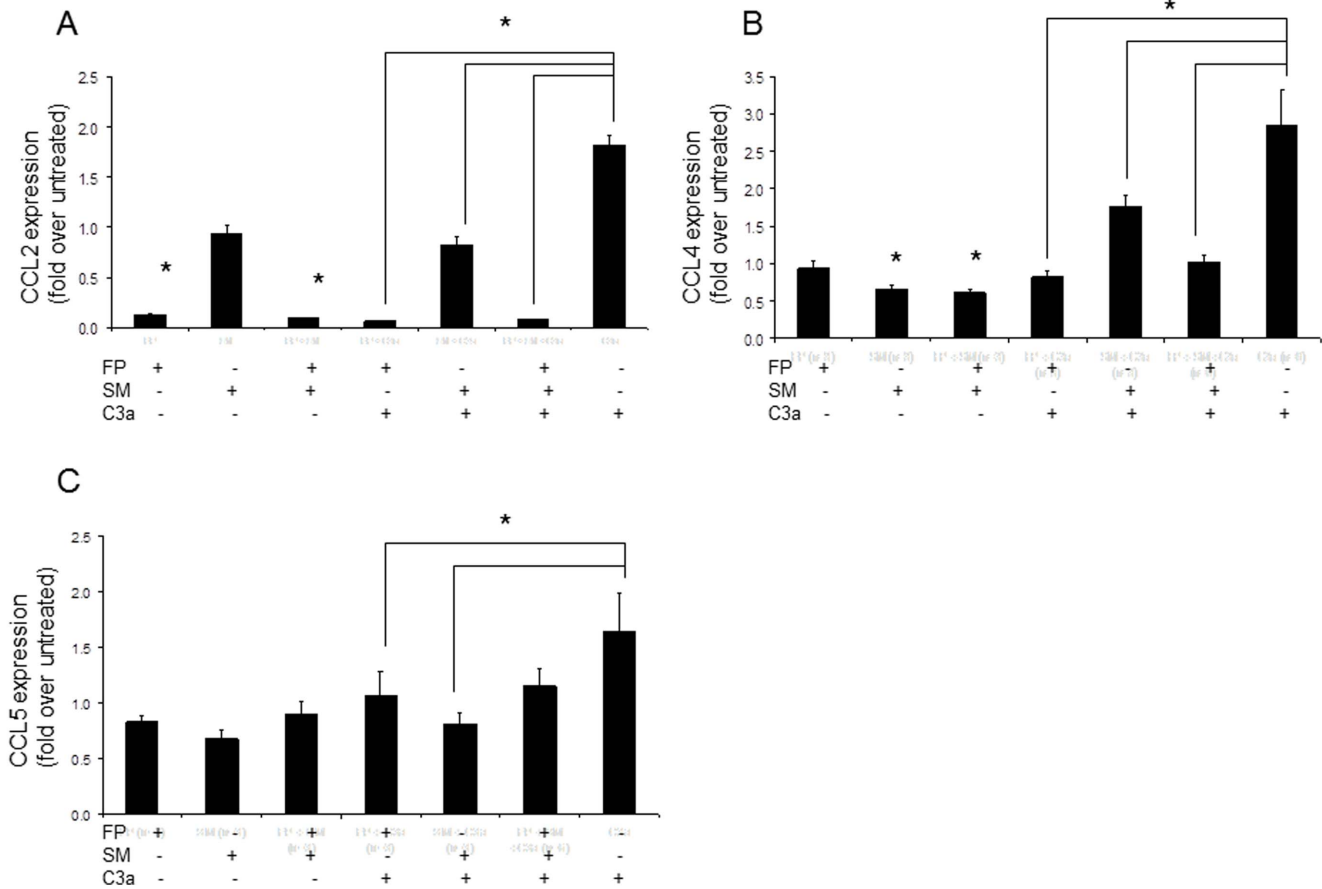 A
*
CCL2 expression
(fold over untreated)
2.5
2.0
1.5
1.0
0.5
0.0
* *
FP + - + + - + -
SM - + + - + + -
C3a - - - + + + +
B
*
CCL4 expression
(fold over untreated)
3.5
3.0
2.5
2.0
1.5
1.0
0.5
0.0
* *
FP + - + + - + -
SM - + + - + + -
C3a - - - + + + +
C
*
CCL5 expression
(fold over untreated)
2.5
2.0
1.5
1.0
0.5
0.0
FP + - + + - + -
SM - + + - + + -
C3a - - - + + + +